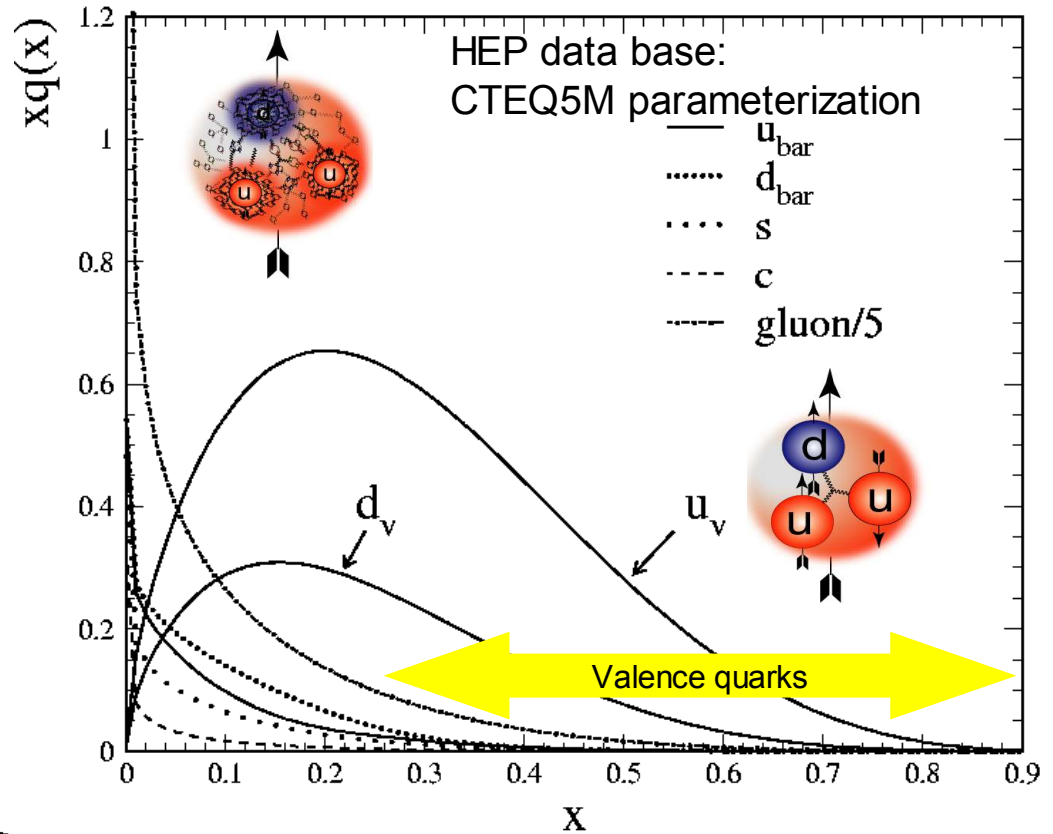 HEP data base:
CTEQ5M parameterization
xq(x)
1.2
1
0.8
0.6
0.4
0.2
0
u_bar
d_bar
s
c
gluon/5
d
u
u
d
u
u
d_v
u_v
Valence quarks
0 0.1 0.2 0.3 0.4 0.5 0.6 0.7 0.8 0.9
x